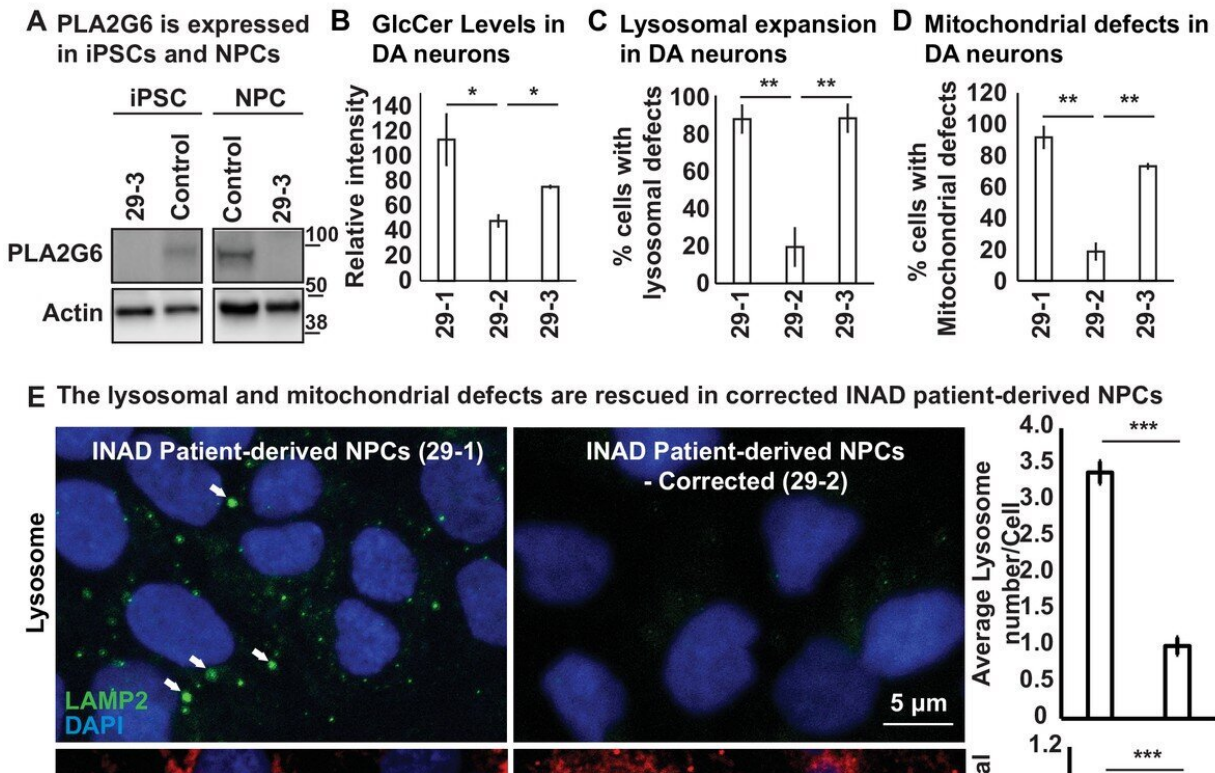 A PLA2G6 is expressed
in iPSCs and NPCs
iPSC NPC
29-3 Control Control 29-3
PLA2G6
100
50
Actin
38
B GlcCer Levels in
DA neurons
Relative intensity
* *
140
120
100
80
60
40
20
0
29-1 29-2 29-3
C Lysosomal expansion
in DA neurons
% cells with
lysosomal defects
** **
100
80
60
40
20
0
29-1 29-2 29-3
D Mitochondrial defects in
DA neurons
% cells with
Mitochondrial defects
** **
120
100
80
60
40
20
0
29-1 29-2 29-3
E The lysosomal and mitochondrial defects are rescued in corrected INAD patient-derived NPCs
Lysosome
INAD Patient-derived NPCs (29-1)
LAMP2
DAPI
INAD Patient-derived NPCs
- Corrected (29-2)
5 μm
Average Lysosome
number/Cell
***
4.0
3.5
3.0
2.5
2.0
1.5
1.0
0.5
0
1.2
***
al